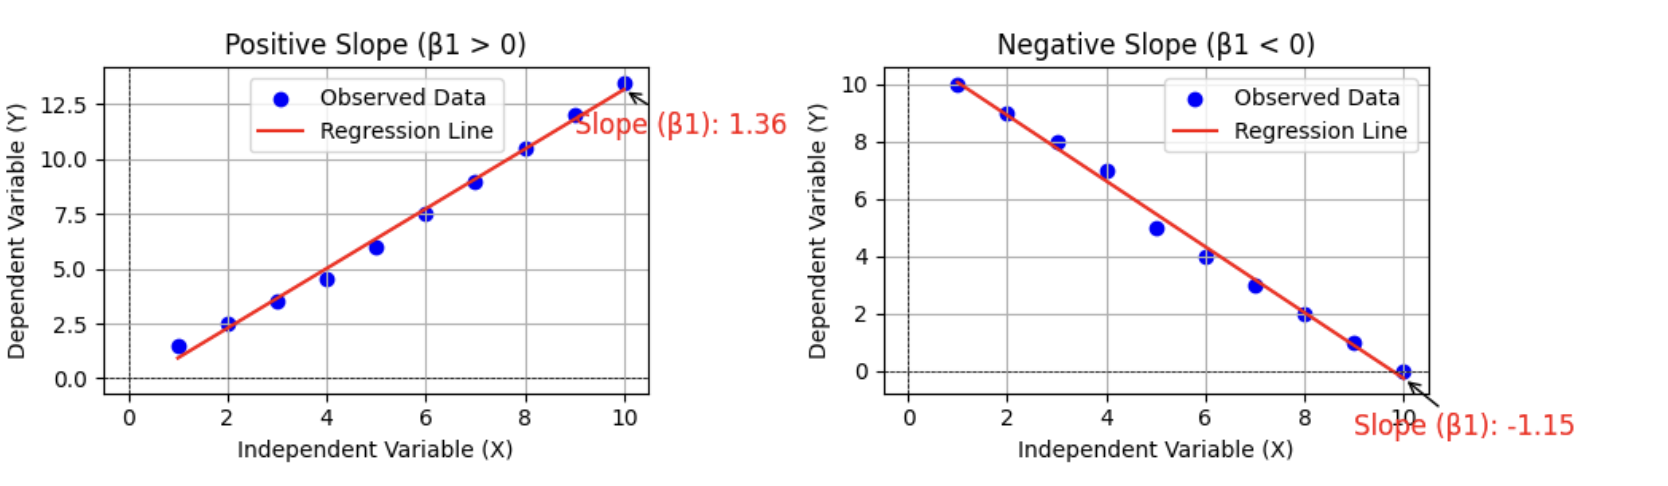 Positive Slope (β1 > 0)
Dependent Variable (Y)
12.5
10.0
7.5
5.0
2.5
0.0
Observed Data
Regression Line
Slope (β1): 1.36
0 2 4 6 8 10
Independent Variable (X)
Negative Slope (β1 < 0)
Dependent Variable (Y)
10
8
6
4
2
0
Observed Data
Regression Line
0 2 4 6 8 10
Slope (β1): -1.15
Independent Variable (X)